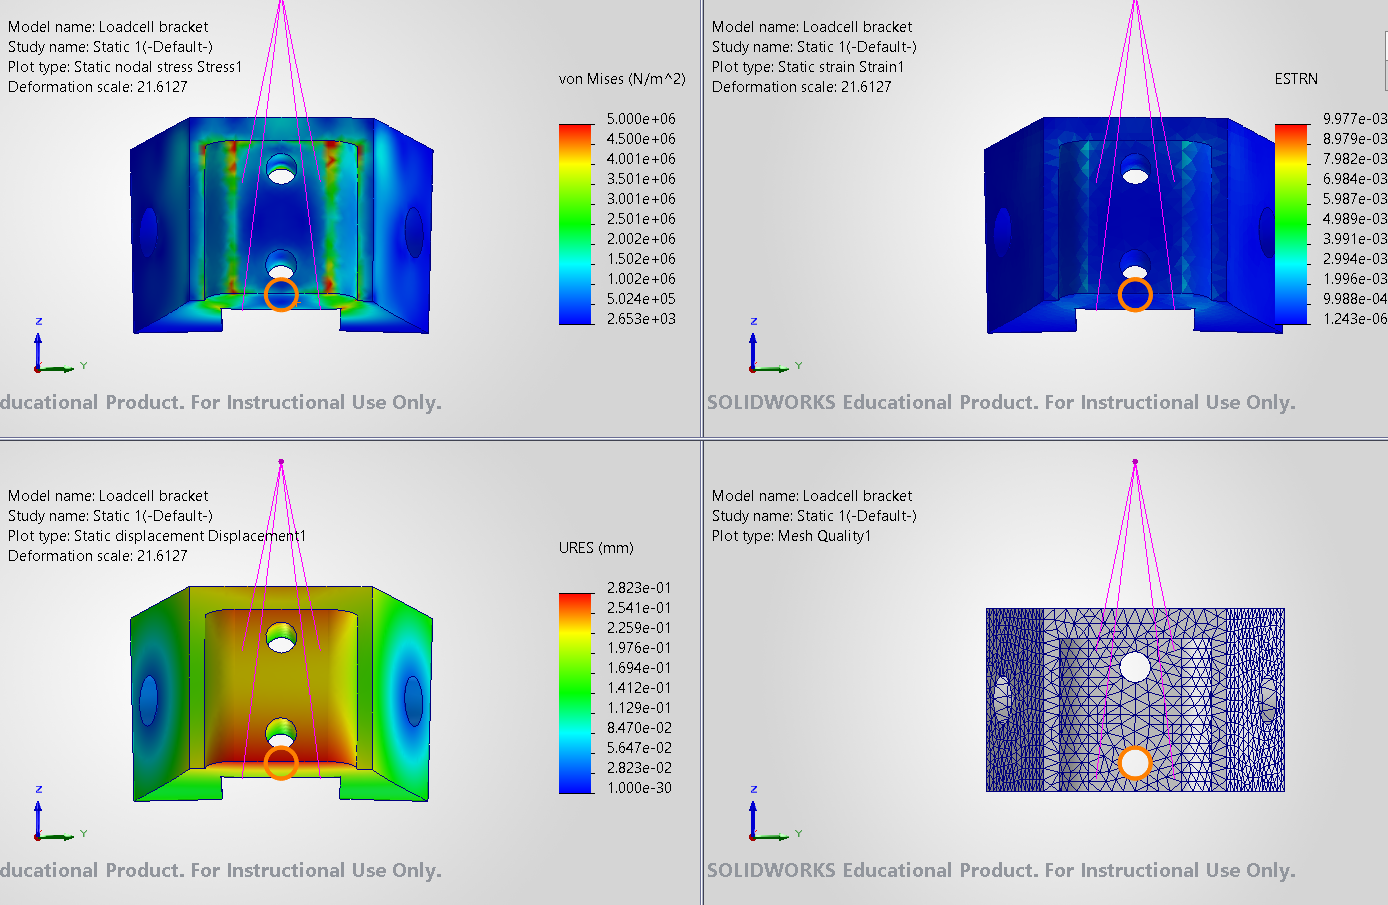 Model name: Loadcell bracket
Study name: Static 1(-Default-)
Plot type: Static nodal stress Stress1
Deformation scale: 21.6127
von Mises (N/m^2)
5.000e+06
4.500e+06
4.001e+06
3.501e+06
3.001e+06
2.501e+06
2.002e+06
1.502e+06
1.002e+06
5.024e+05
2.653e+03
Z
Y
ducational Product. For Instructional Use Only.
Model name: Loadcell bracket
Study name: Static 1(-Default-)
Plot type: Static strain Strain1
Deformation scale: 21.6127
ESTRN
9.977e-03
8.979e-03
7.982e-03
6.984e-03
5.987e-03
4.989e-03
3.991e-03
2.994e-03
1.996e-03
9.988e-04
1.243e-06
Z
Y
SOLIDWORKS Educational Product. For Instructional Use Only.
Model name: Loadcell bracket
Study name: Static 1(-Default-)
Plot type: Static displacement Displacement1
Deformation scale: 21.6127
URES (mm)
2.823e-01
2.541e-01
2.259e-01
1.976e-01
1.694e-01
1.412e-01
1.129e-01
8.470e-02
5.647e-02
2.823e-02
1.000e-30
Z
Y
ducational Product. For Instructional Use Only.
Model name: Loadcell bracket
Study name: Static 1(-Default-)
Plot type: Mesh Quality1
Z
Y
SOLIDWORKS Educational Product. For Instructional Use Only.